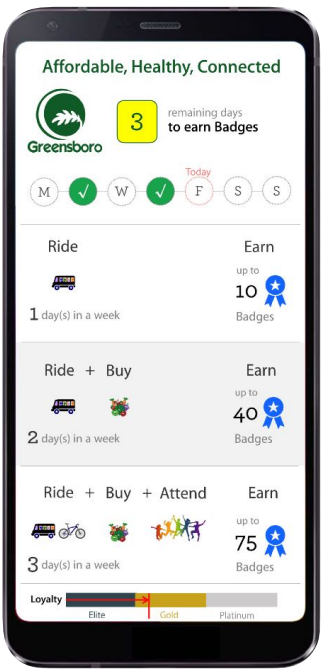 Affordable, Healthy, Connected
Greensboro
3
remaining days
to earn Badges
Today
M W F S S
Ride Earn
up to
10
1 day(s) in a week Badges
Ride + Buy Earn
up to
40
2 day(s) in a week Badges
Ride + Buy + Attend Earn
up to
75
3 day(s) in a week Badges
Loyalty
Elite Gold Platinum